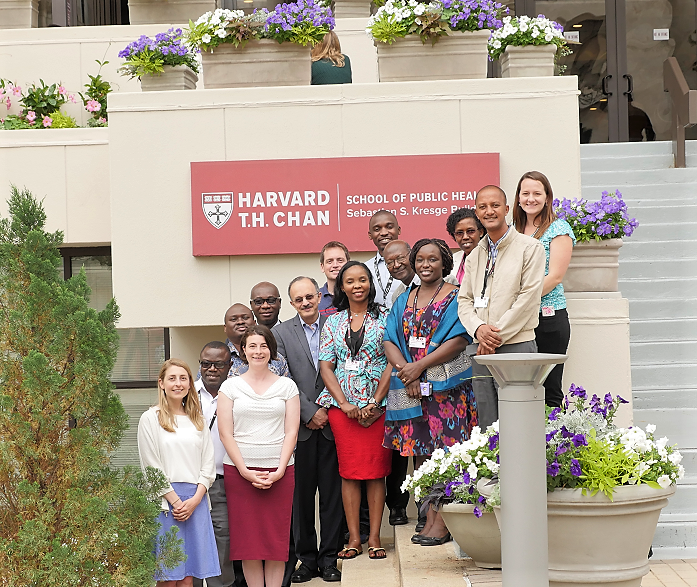 HARVARD
T.H. CHAN
SCHOOL OF PUBLIC HEAL
Sebastian S. Kresge Buil